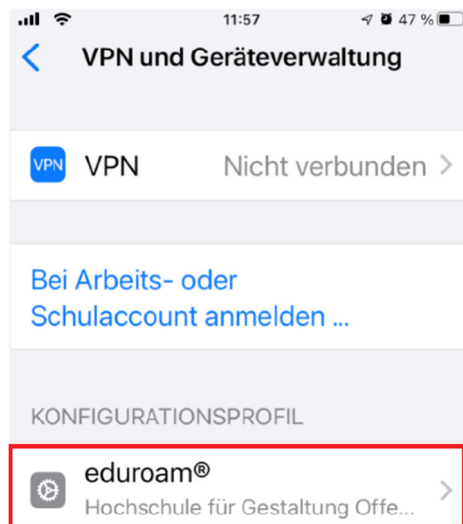 11:57
47 %
VPN und Geräteverwaltung
VPN
VPN Nicht verbunden
Bei Arbeits- oder
Schulaccount anmelden ...
KONFIGURATIONSPROFIL
eduroam®
Hochschule für Gestaltung Offe...